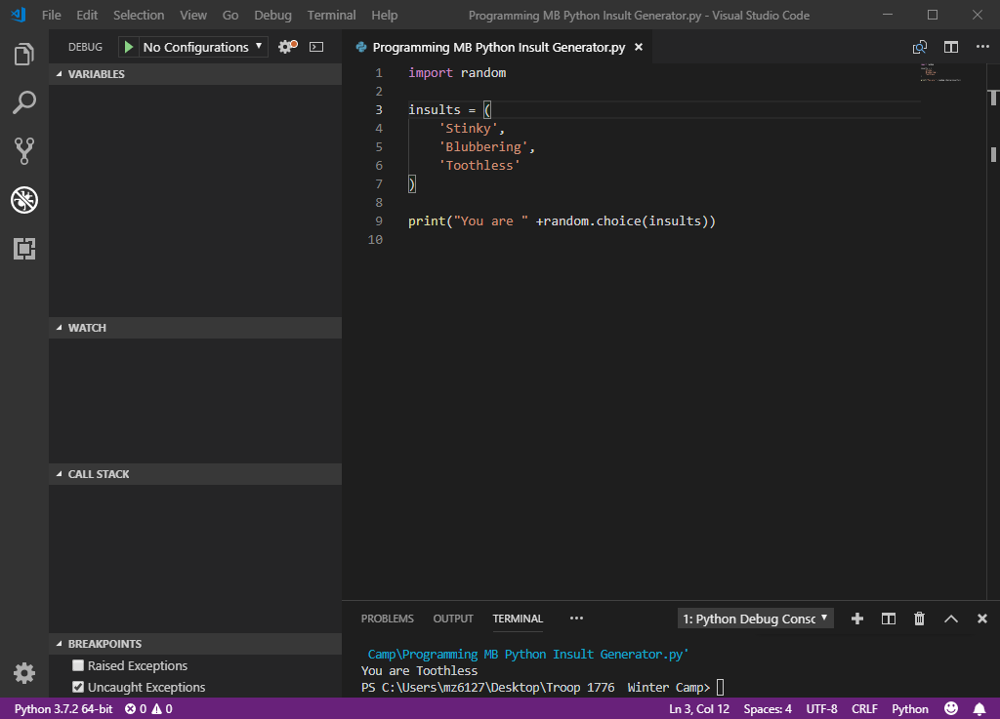 File Edit Selection View Go Debug Terminal Help Programming MB Python Insult Generator.py - Visual Studio Code
DEBUG No Configurations
Programming MB Python Insult Generator.py
VARIABLES
WATCH
CALL STACK
BREAKPOINTS
Raised Exceptions
Uncaught Exceptions
1 import random
2
3 insults = (
4 'Stinky',
5 'Blubbering',
6 'Toothless'
7 )
8
9 print("You are " +random.choice(insults))
10
PROBLEMS OUTPUT TERMINAL ••• 1: Python Debug Consc
Camp\Programming MB Python Insult Generator.py'
You are Toothless
PS C:\Users\mz6127\Desktop\Troop 1776  Winter Camp>
Python 3.7.2 64-bit 0 0 Ln 3, Col 12 Spaces: 4 UTF-8 CRLF Python